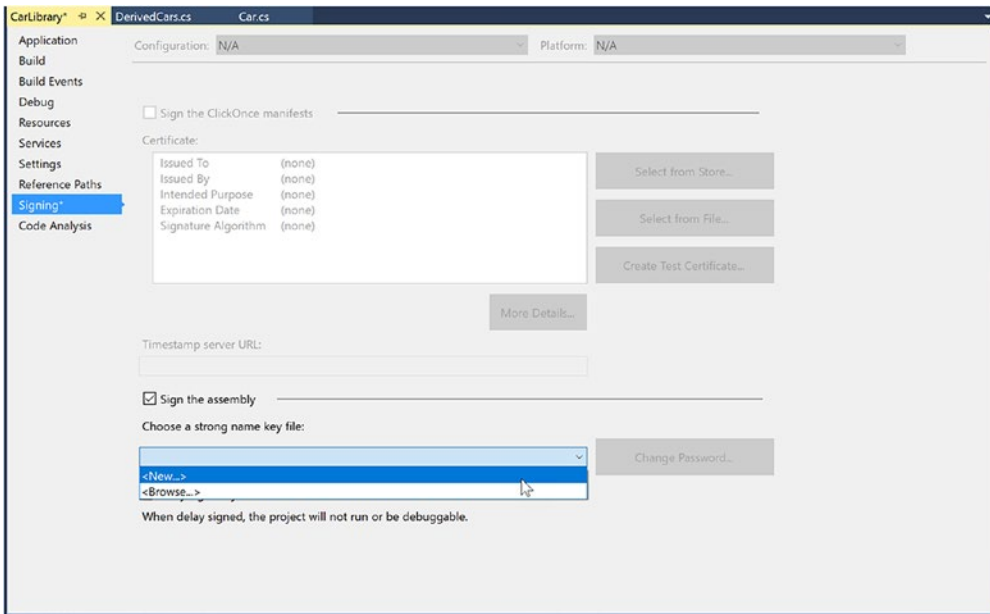 CarLibrary* DerivedCars.cs Car.cs
Application
Build
Build Events
Debug
Resources
Services
Settings
Reference Paths
Signing*
Code Analysis
Configuration: N/A Platform: N/A
Sign the ClickOnce manifests
Certificate:
Issued To (none)
Issued By (none)
Intended Purpose (none)
Expiration Date (none)
Signature Algorithm (none)
Select from Store...
Select from File...
Create Test Certificate...
More Details...
Timestamp server URL:
Sign the assembly
Choose a strong name key file:
Change Password...
<New...>
<Browse...>
When delay signed, the project will not run or be debuggable.